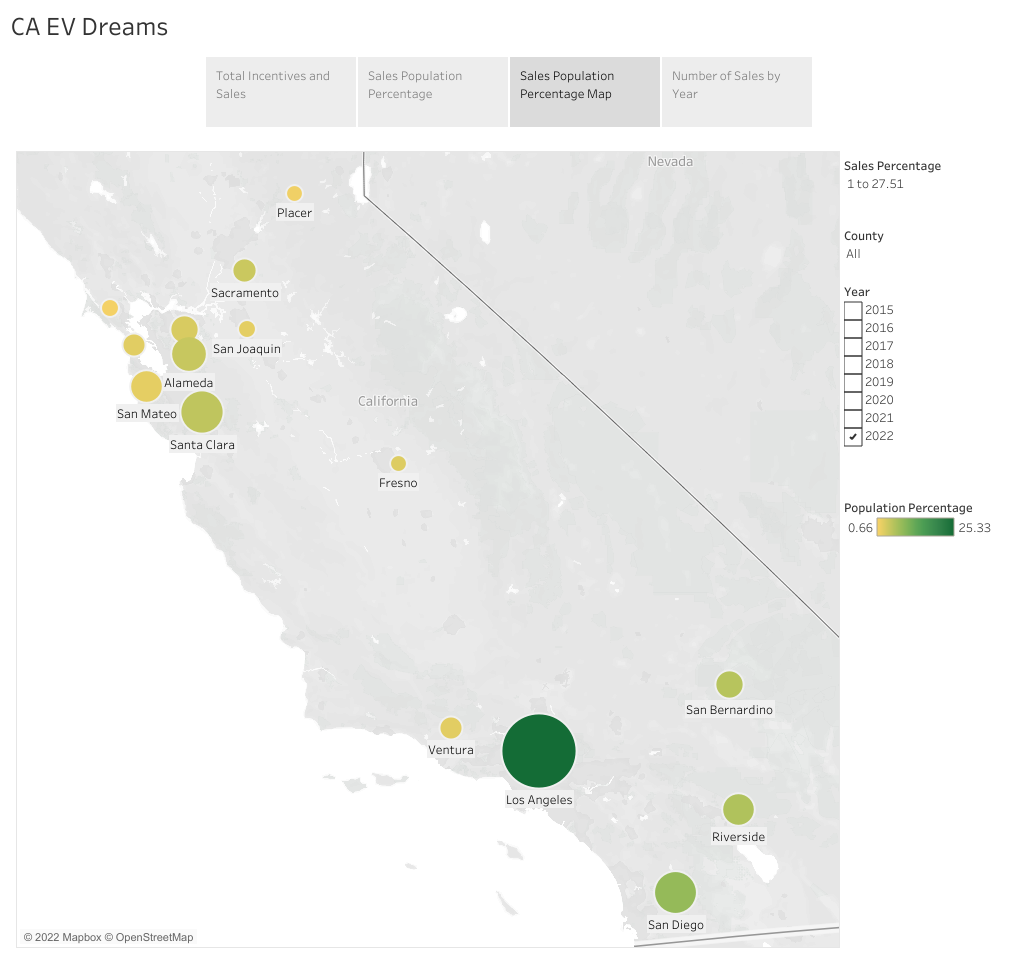 CA EV Dreams
Total Incentives and
Sales
Sales Population
Percentage
Sales Population
Percentage Map
Number of Sales by
Year
Nevada
Placer
Sacramento
San Joaquin
Alameda
San Mateo
Santa Clara
California
Fresno
San Bernardino
Ventura
Los Angeles
Riverside
San Diego
© 2022 Mapbox © OpenStreetMap
Sales Percentage
1 to 27.51
County
All
Year
2015
2016
2017
2018
2019
2020
2021
2022
Population Percentage
0.66
25.33